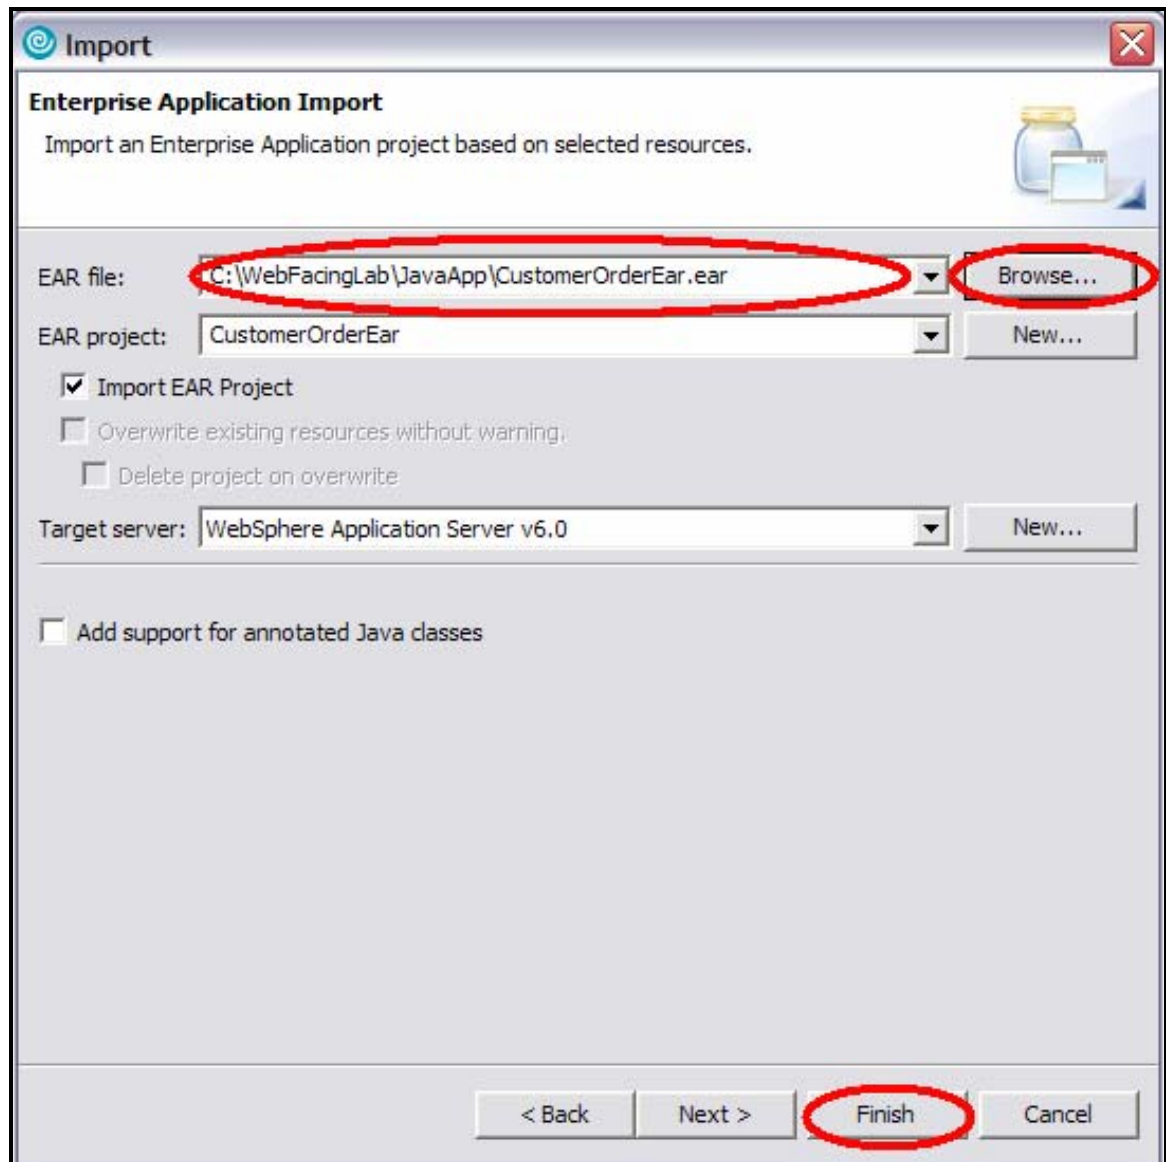 Import
Enterprise Application Import
Import an Enterprise Application project based on selected resources.
EAR file: C:\WebFacingLab\JavaApp\CustomerOrderEar.ear Browse...
EAR project: CustomerOrderEar New...
Import EAR Project
Overwrite existing resources without warning.
Delete project on overwrite
Target server: WebSphere Application Server v6.0 New...
Add support for annotated Java classes
< Back Next > Finish Cancel